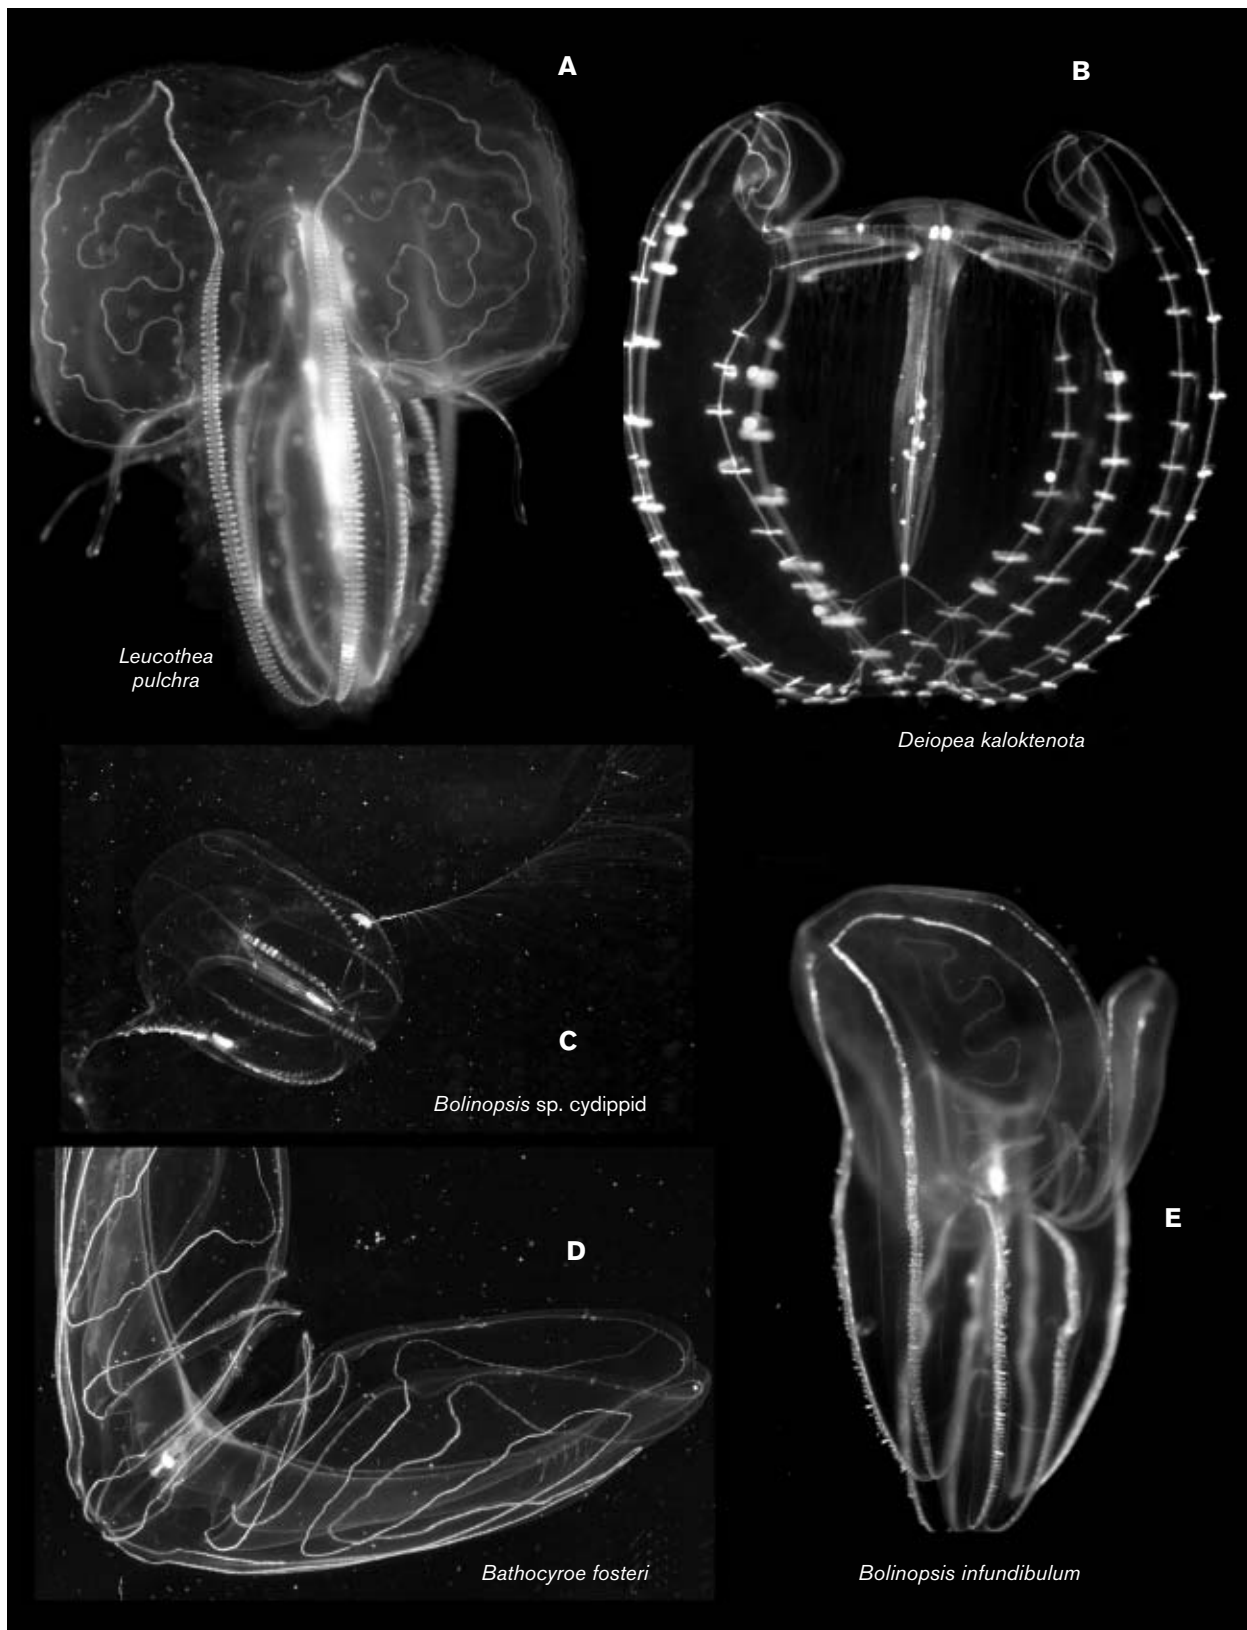 A
B
Leucothea
pulchra
Deiopea kaloktenota
C
Bolinopsis sp. cydippid
D
E
Bathocyroe fosteri
Bolinopsis infundibulum